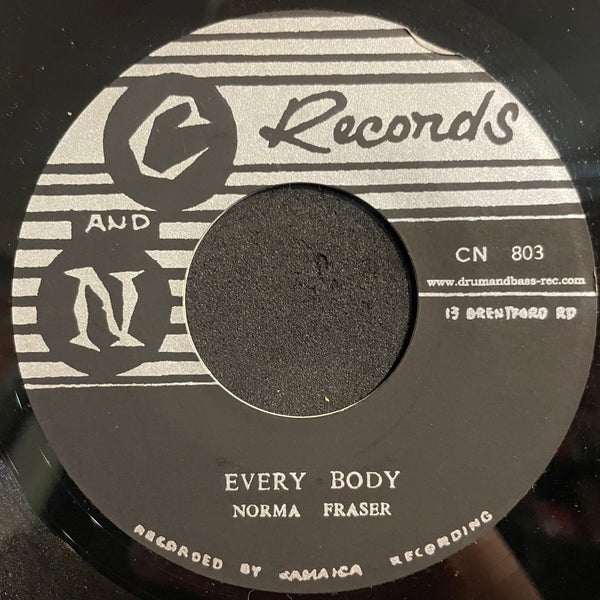 C Records
AND
N
CN 803
www.drumandbass-rec.com
13 BRENTFORD RD
EVERY BODY
NORMA FRASER
RECORDED BY JAMAICA RECORDING